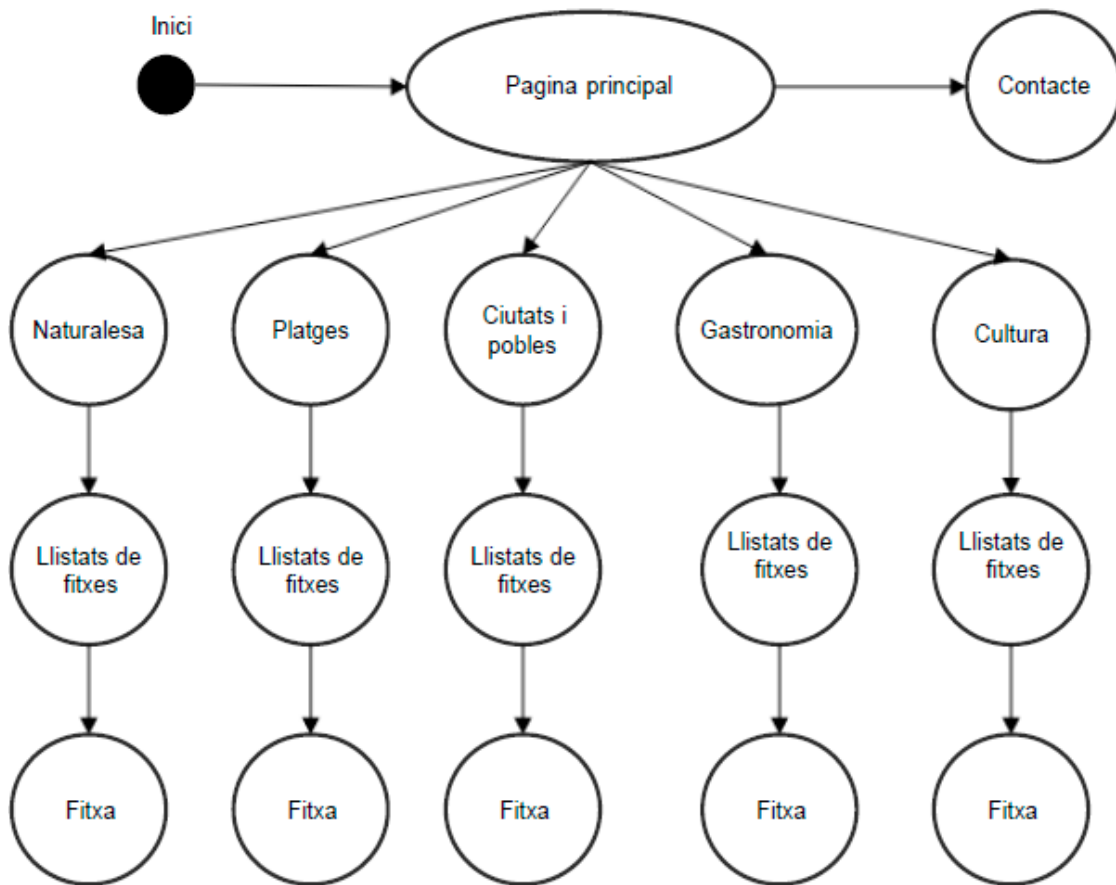 Inici
Pagina principal
Contacte
Naturalesa
Platges
Ciutats i
pobles
Gastronomia
Cultura
Llistats de
fitxes
Llistats de
fitxes
Llistats de
fitxes
Llistats de
fitxes
Llistats de
fitxes
Fitxa
Fitxa
Fitxa
Fitxa
Fitxa